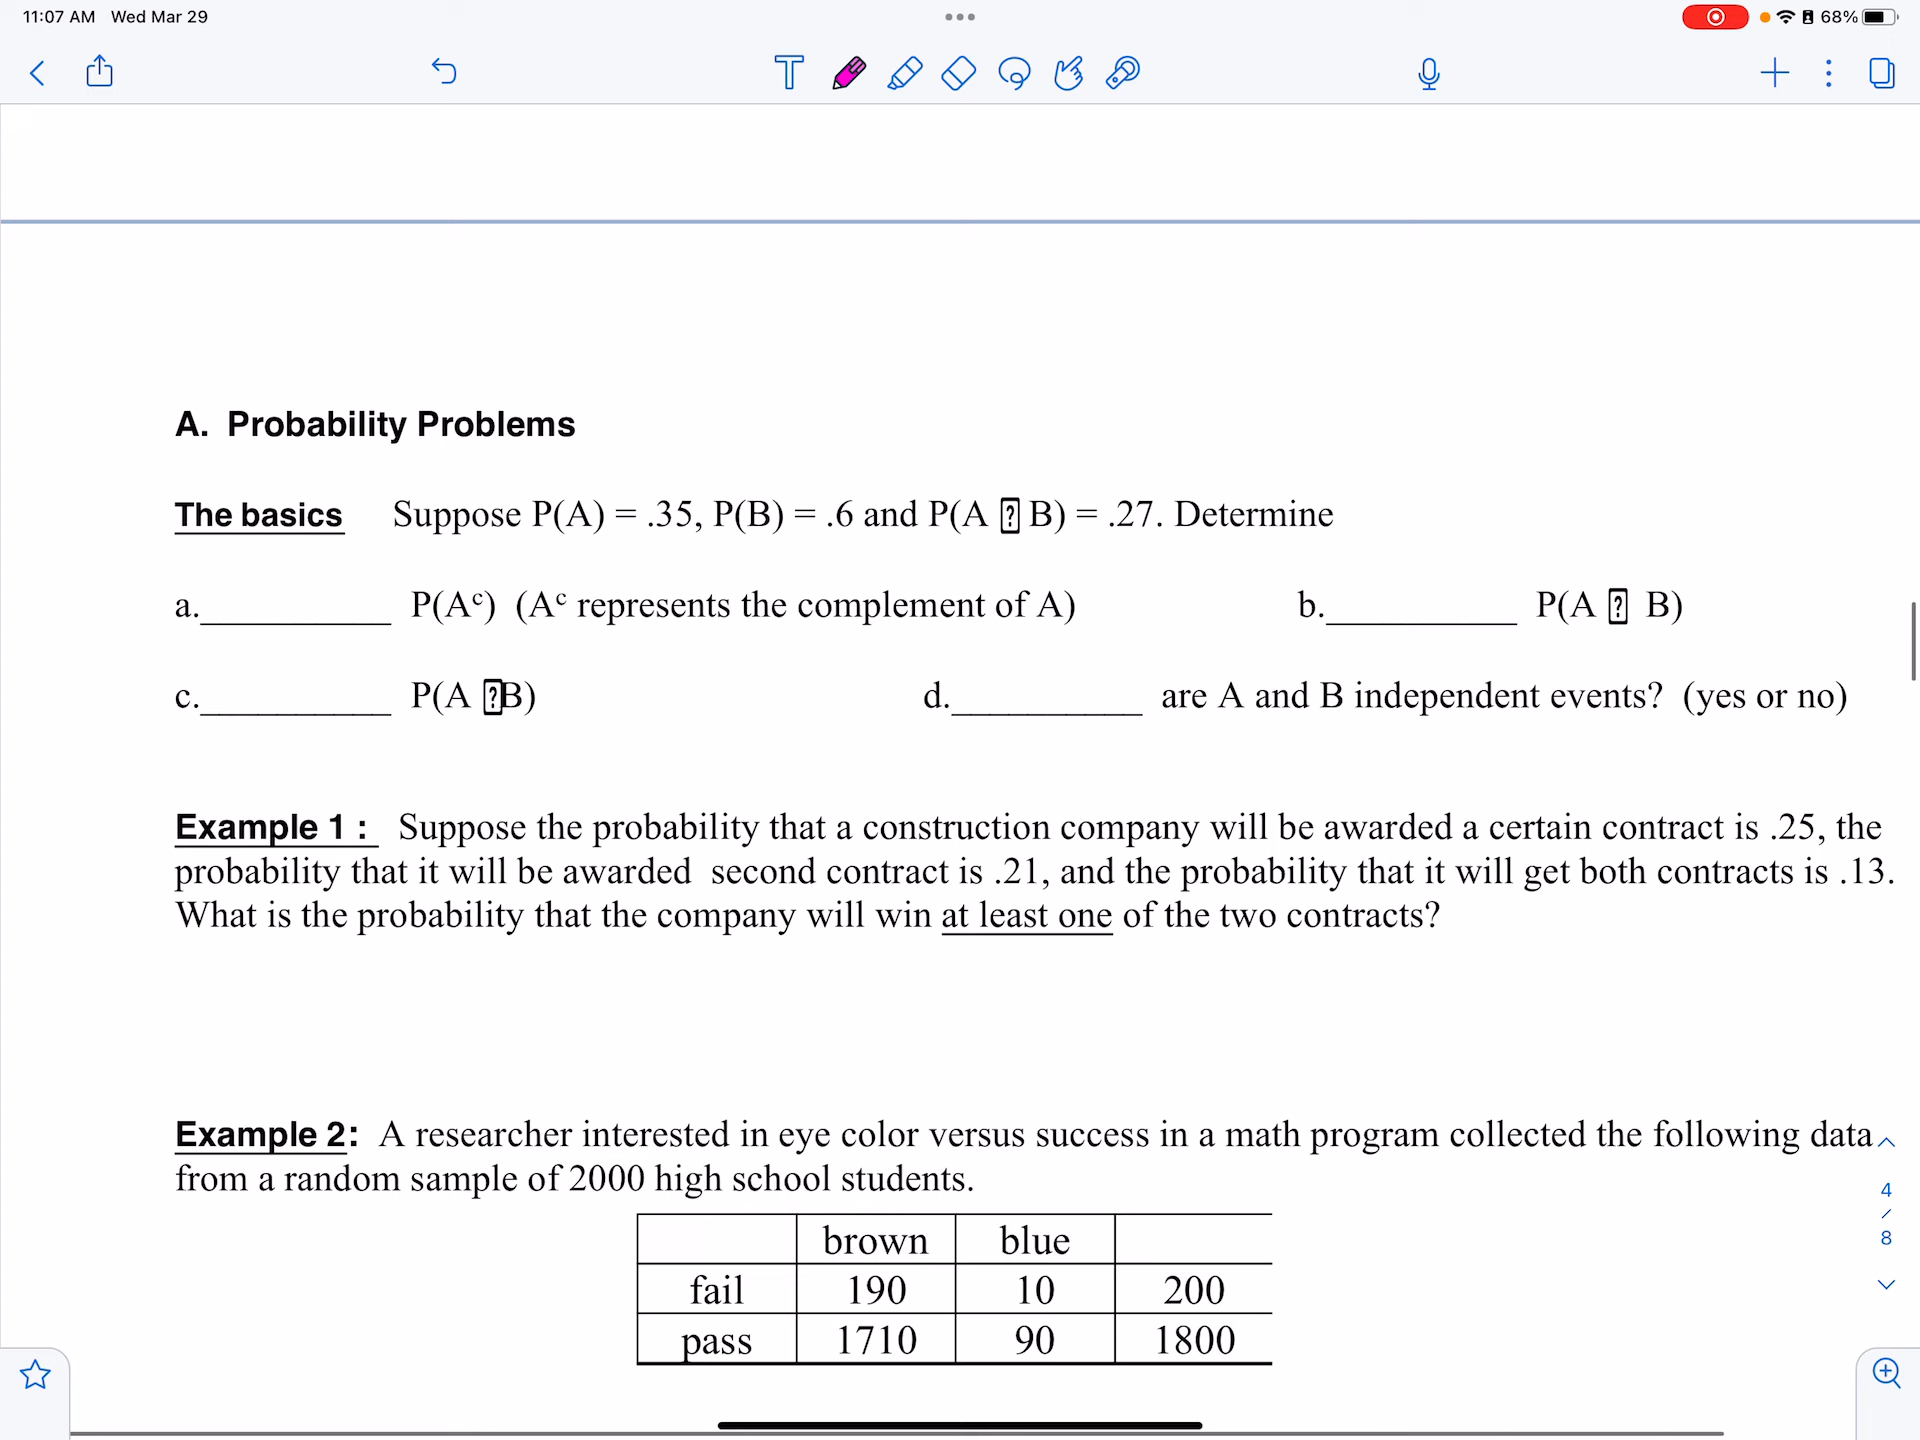 11:07 AM Wed Mar 29
68%
A. Probability Problems
The basics Suppose P(A) = .35, P(B) = .6 and P(A ⍰ B) = .27. Determine
a.__________ P(Aᶜ) (Aᶜ represents the complement of A) b.__________ P(A ⍰ B)
c.__________ P(A ⍰B) d.__________ are A and B independent events? (yes or no)
Example 1 : Suppose the probability that a construction company will be awarded a certain contract is .25, the
probability that it will be awarded second contract is .21, and the probability that it will get both contracts is .13.
What is the probability that the company will win at least one of the two contracts?
Example 2: A researcher interested in eye color versus success in a math program collected the following data
from a random sample of 2000 high school students.
brown blue
fail 190 10 200
pass 1710 90 1800
4
/
8